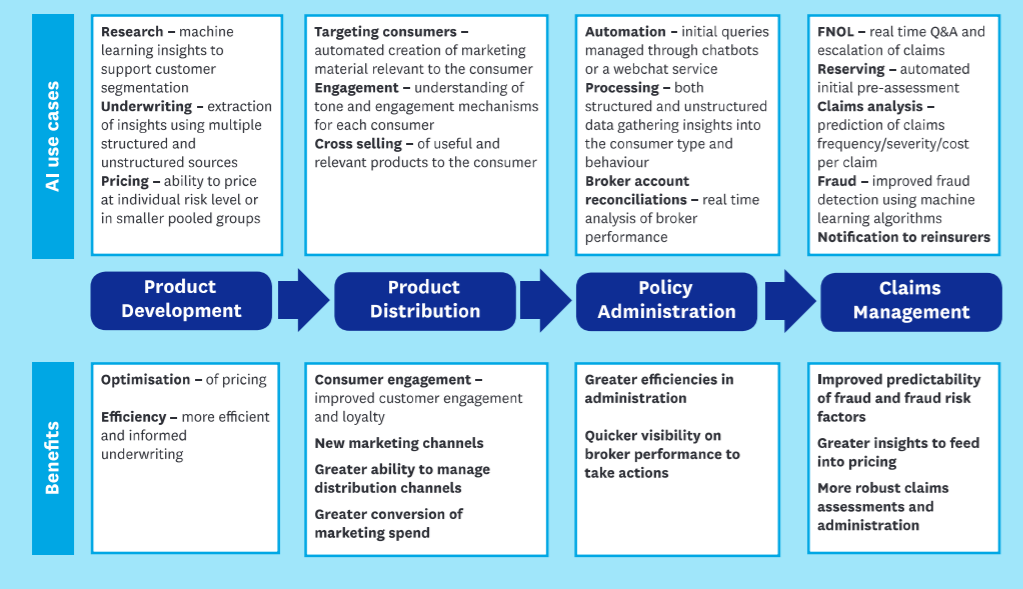 AI use cases
Research – machine
learning insights to
support customer
segmentation
Underwriting – extraction
of insights using multiple
structured and
unstructured sources
Pricing – ability to price
at individual risk level or
in smaller pooled groups
Targeting consumers –
automated creation of marketing
material relevant to the consumer
Engagement – understanding of
tone and engagement mechanisms
for each consumer
Cross selling – of useful and
relevant products to the consumer
Automation – initial queries
managed through chatbots
or a webchat service
Processing – both
structured and unstructured
data gathering insights into
the consumer type and
behaviour
Broker account
reconciliations – real time
analysis of broker
performance
FNOL – real time Q&A and
escalation of claims
Reserving – automated
initial pre-assessment
Claims analysis –
prediction of claims
frequency/severity/cost
per claim
Fraud – improved fraud
detection using machine
learning algorithms
Notification to reinsurers
Product
Development
Product
Distribution
Policy
Administration
Claims
Management
Benefits
Optimisation – of pricing
Efficiency – more efficient
and informed
underwriting
Consumer engagement –
improved customer engagement
and loyalty
New marketing channels
Greater ability to manage
distribution channels
Greater conversion of
marketing spend
Greater efficiencies in
administration
Quicker visibility on
broker performance to
take actions
Improved predictability
of fraud and fraud risk
factors
Greater insights to feed
into pricing
More robust claims
assessments and
administration